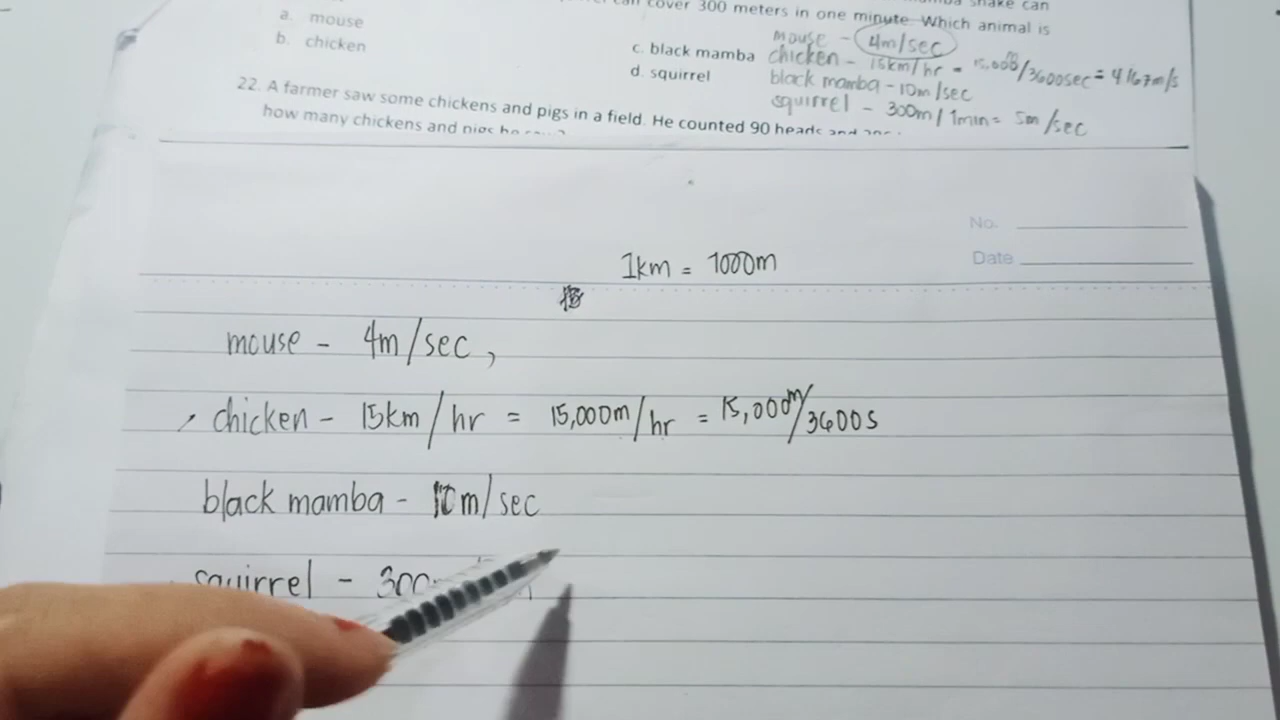 can cover 300 meters in one minute. Which animal is
a. mouse
b. chicken
c. black mamba
d. squirrel
mouse - 4m/sec
chicken - 15km/hr = 15,000m/3600sec = 4.167m/s
black mamba - 10m/sec
squirrel - 300m/1min = 5m/sec
22. A farmer saw some chickens and pigs in a field. He counted 90 heads and
how many chickens and pigs he
No.
Date
1km = 1000m
mouse - 4m/sec,
chicken - 15km/hr = 15,000m/hr = 15,000m/3600s
black mamba - 10m/sec
squirrel - 300